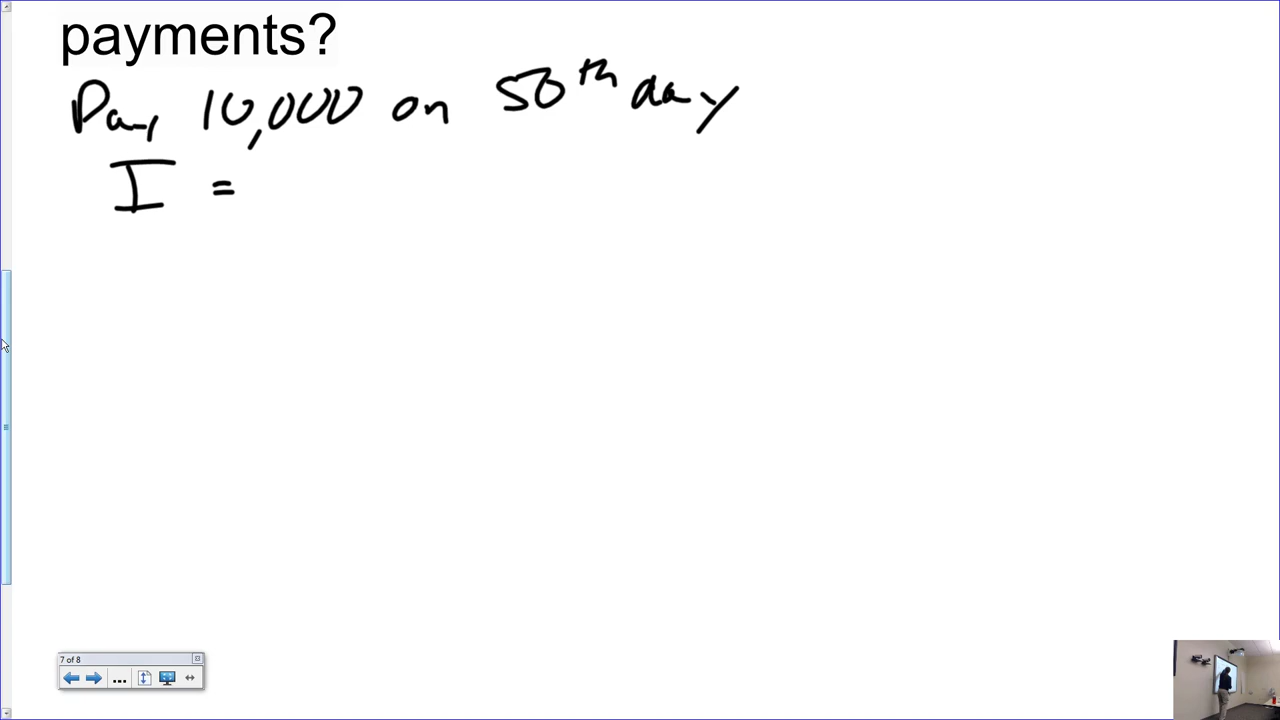 payments?
Pay 10,000 on 50th day
I =
7 of 8
...